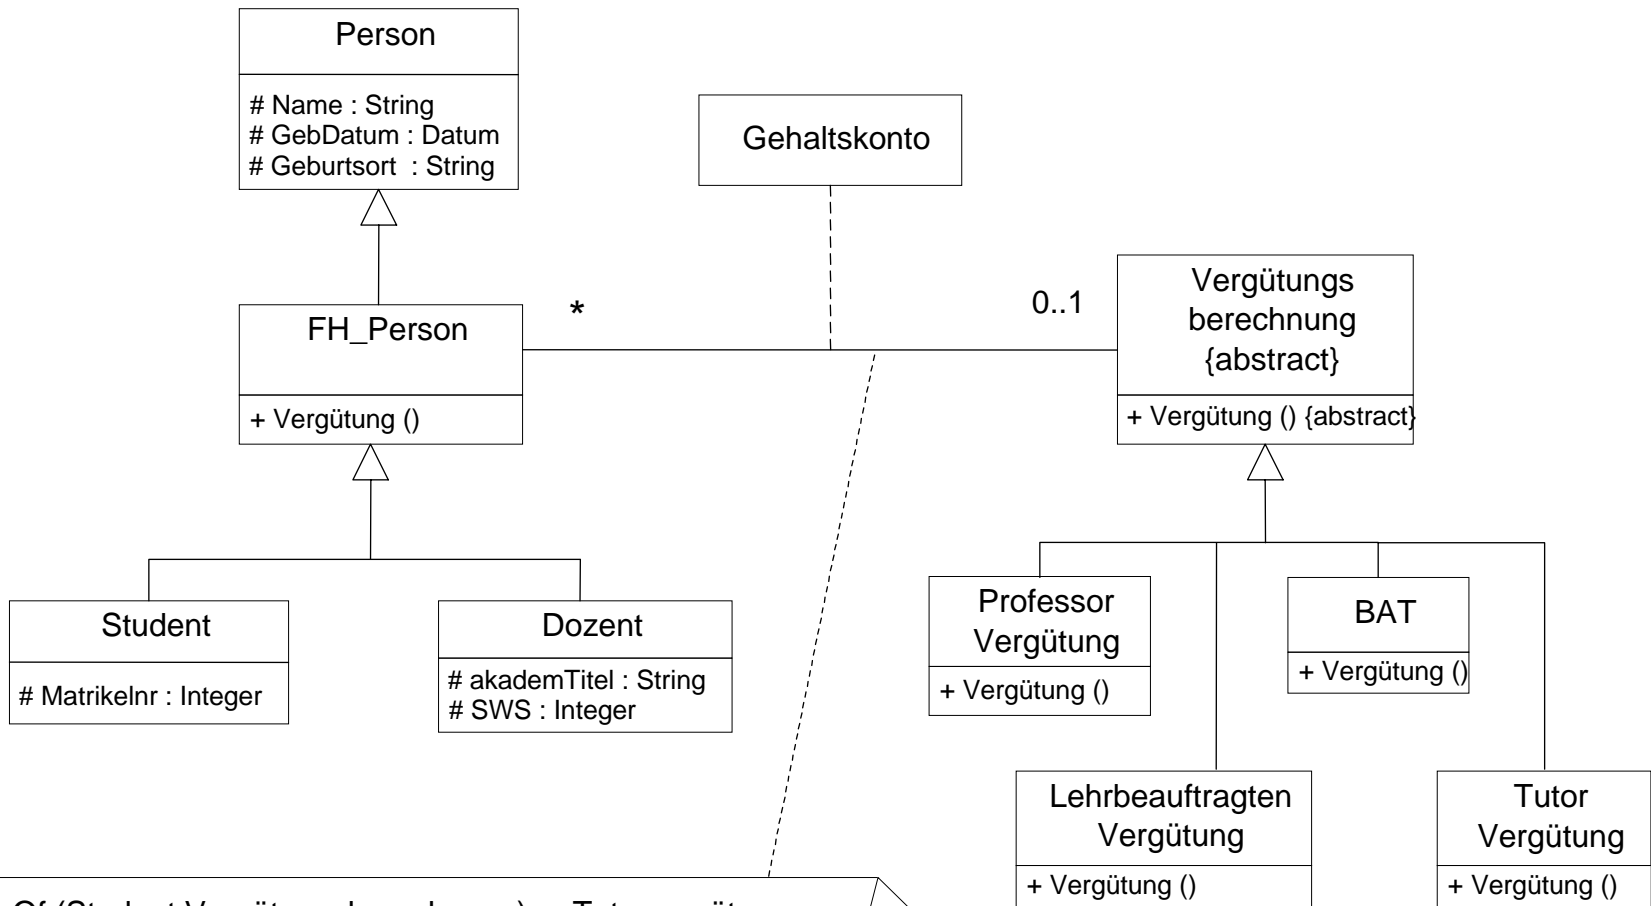 Person
# Name : String
# GebDatum : Datum
# Geburtsort : String
Gehaltskonto
FH_Person
+ Vergütung ()
*
0..1
Vergütungs
berechnung
{abstract}
+ Vergütung () {abstract}
Student
# Matrikelnr : Integer
Dozent
# akademTitel : String
# SWS : Integer
Professor
Vergütung
+ Vergütung ()
BAT
+ Vergütung ()
Lehrbeauftragten
Vergütung
+ Vergütung ()
Tutor
Vergütung
+ Vergütung ()